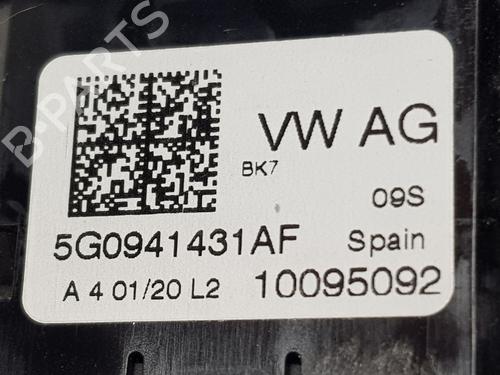 B-PARTS
VW AG
BK7
09S
5G0941431AF Spain
A 4 01/20 L2 10095092